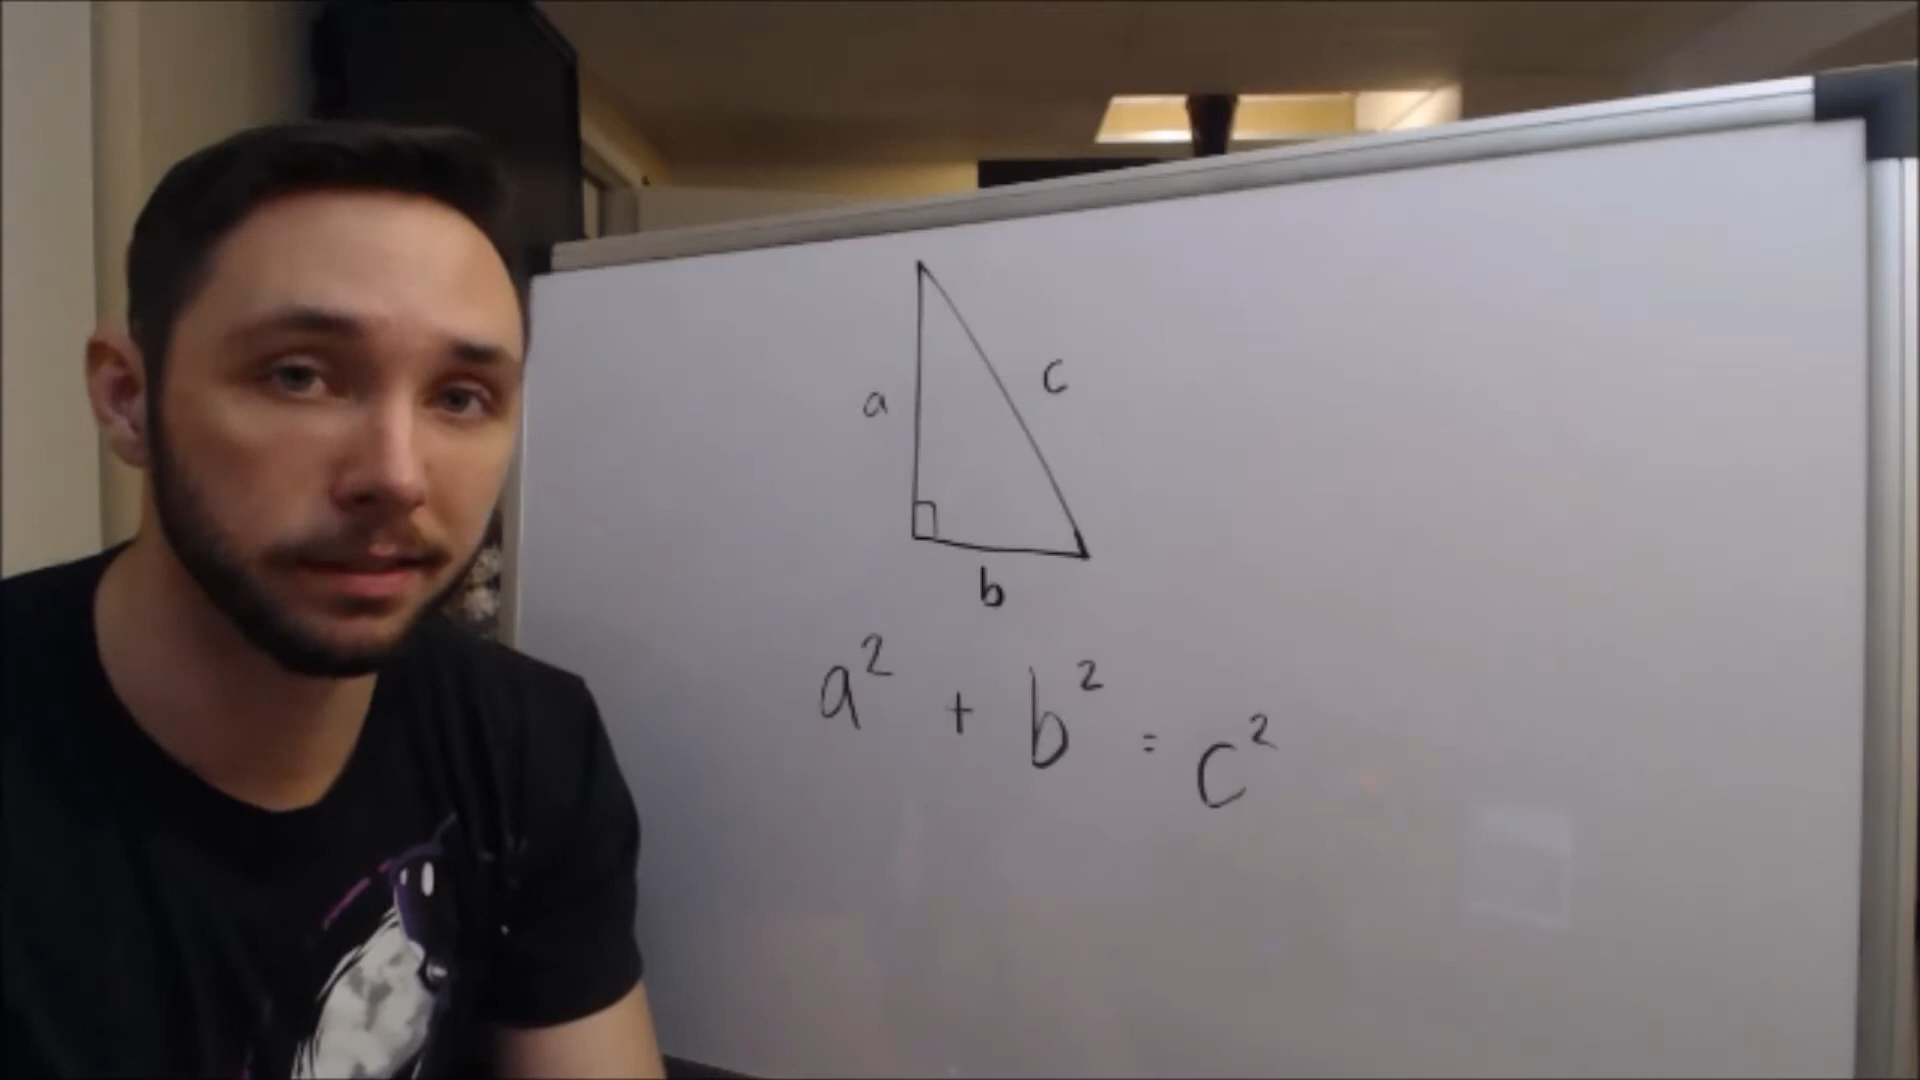 a
c
b
a² + b² = c²